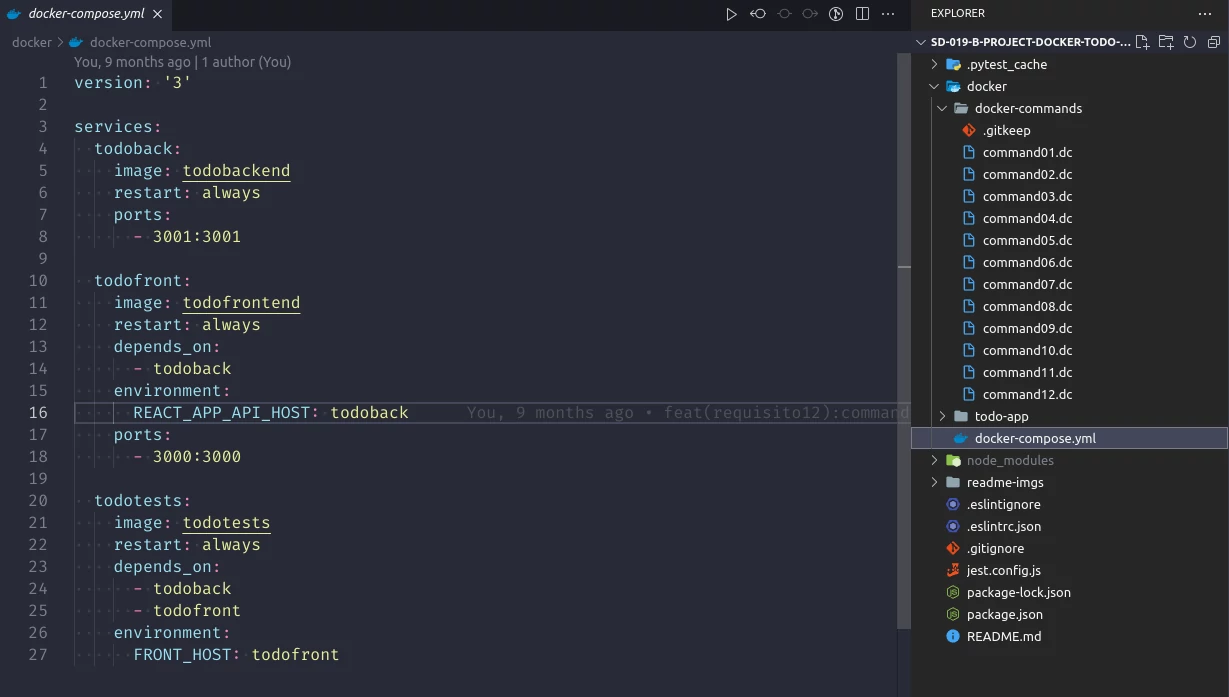 docker-compose.yml
docker > docker-compose.yml
You, 9 months ago | 1 author (You)
1 version: '3'
2
3 services:
4   todoback:
5     image: todobackend
6     restart: always
7     ports:
8       - 3001:3001
9
10   todofront:
11     image: todofrontend
12     restart: always
13     depends_on:
14       - todoback
15     environment:
16       REACT_APP_API_HOST: todoback You, 9 months ago • feat(requisito12):command
17     ports:
18       - 3000:3000
19
20   todotests:
21     image: todotests
22     restart: always
23     depends_on:
24       - todoback
25       - todofront
26     environment:
27       FRONT_HOST: todofront
EXPLORER
SD-019-B-PROJECT-DOCKER-TODO-...
.pytest_cache
docker
docker-commands
.gitkeep
command01.dc
command02.dc
command03.dc
command04.dc
command05.dc
command06.dc
command07.dc
command08.dc
command09.dc
command10.dc
command11.dc
command12.dc
todo-app
docker-compose.yml
node_modules
readme-imgs
.eslintignore
.eslintrc.json
.gitignore
jest.config.js
package-lock.json
package.json
README.md